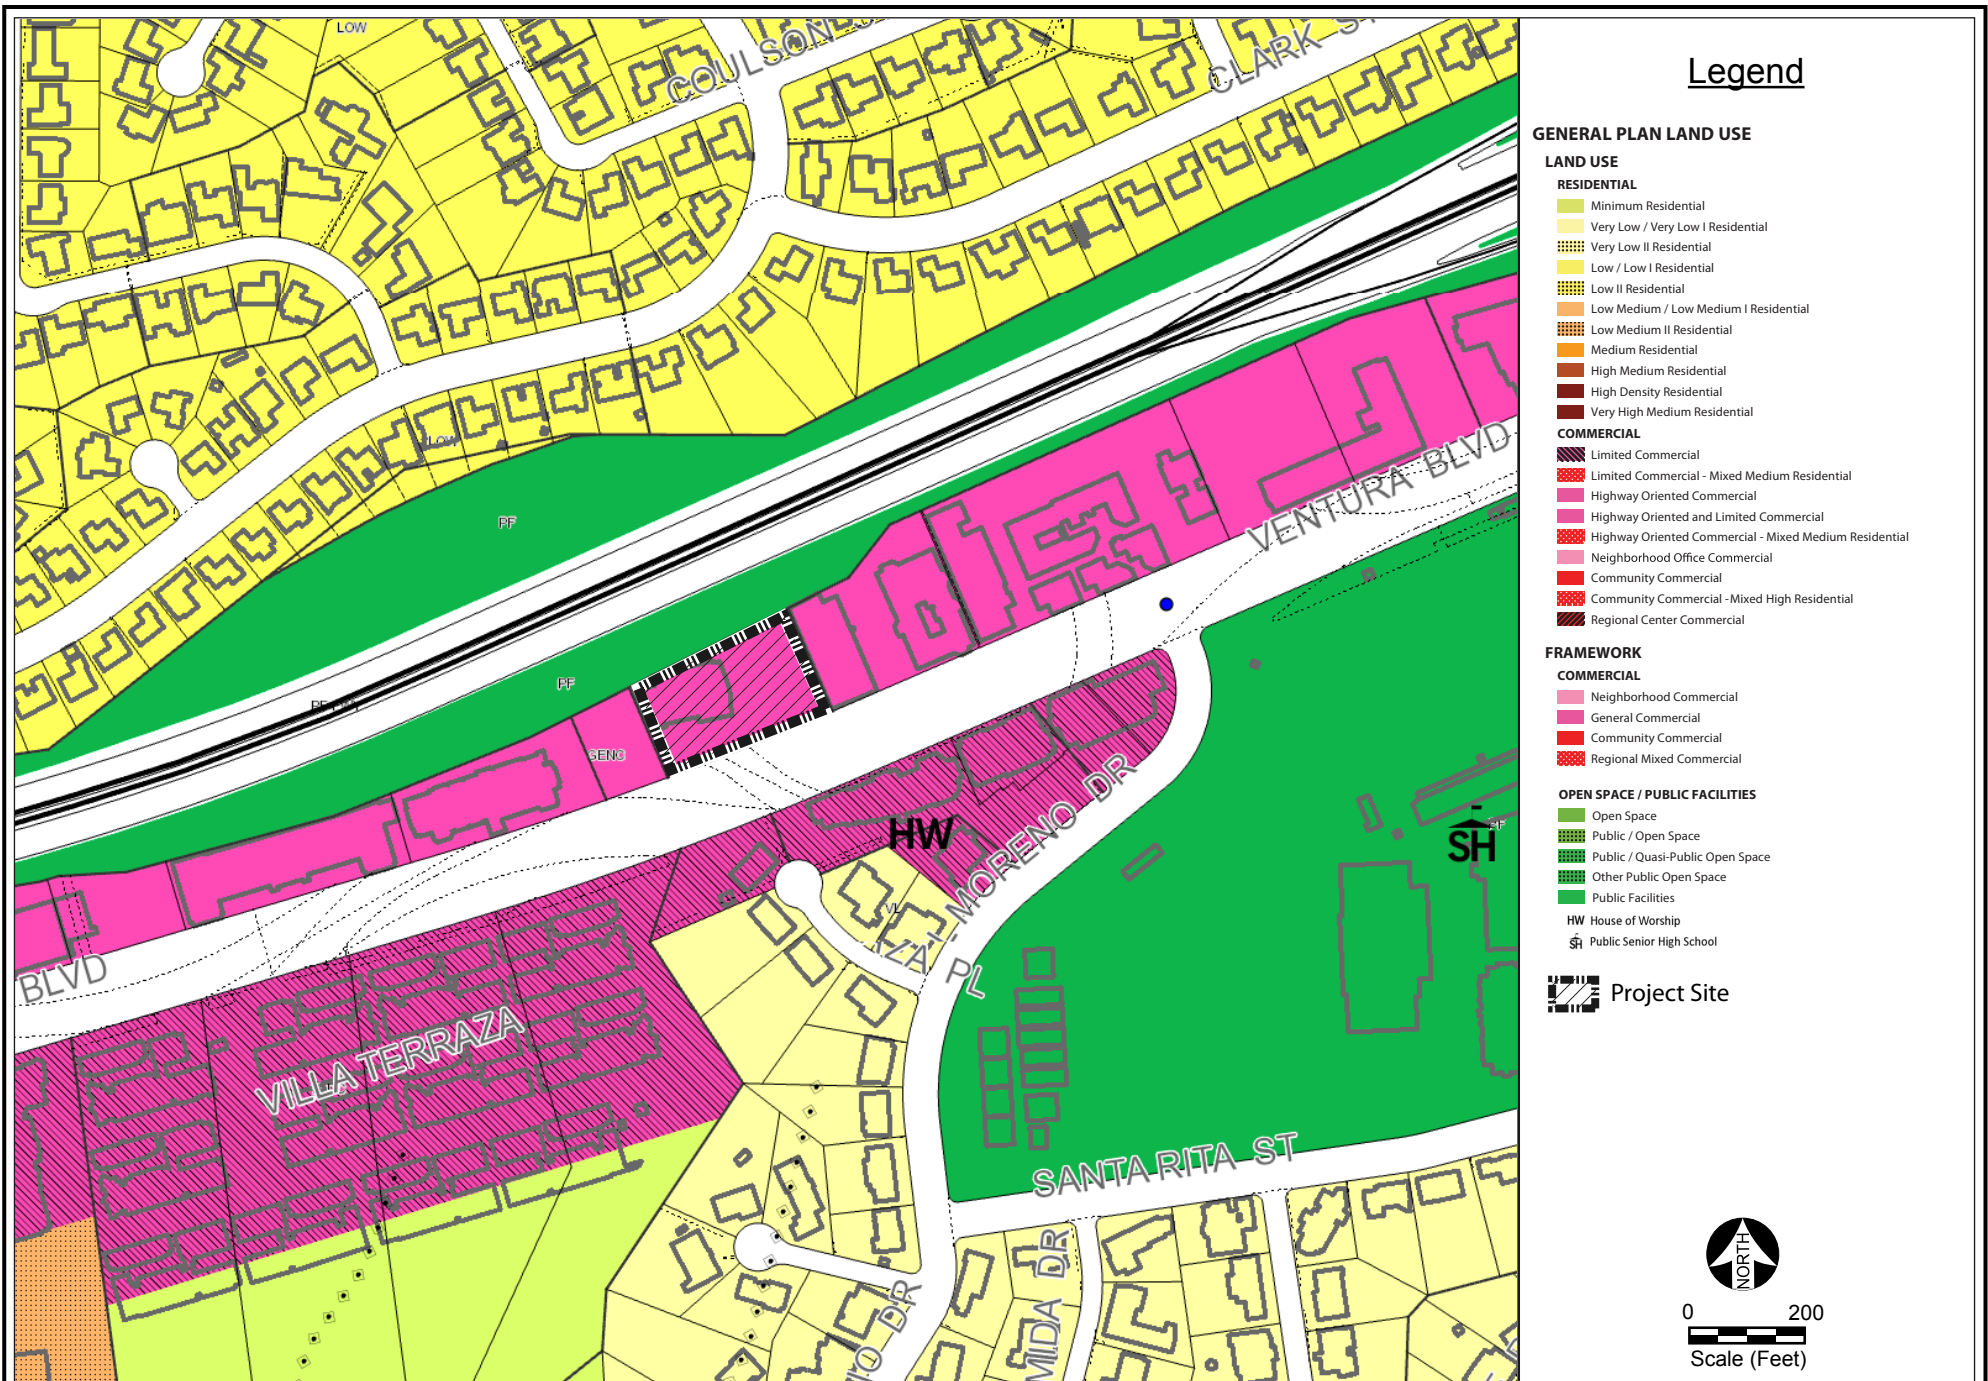 LOW
COULSON
CLARK ST
LOW
PF
VENTURA BLVD
PF
GENC
HW
MORENO DR
SH
PF
VL
PL
BLVD
VILLA TERRAZA
SANTA RITA ST
DR
MIDA DR
Legend
GENERAL PLAN LAND USE
LAND USE
RESIDENTIAL
Minimum Residential
Very Low / Very Low I Residential
Very Low II Residential
Low / Low I Residential
Low II Residential
Low Medium / Low Medium I Residential
Low Medium II Residential
Medium Residential
High Medium Residential
High Density Residential
Very High Medium Residential
COMMERCIAL
Limited Commercial
Limited Commercial - Mixed Medium Residential
Highway Oriented Commercial
Highway Oriented and Limited Commercial
Highway Oriented Commercial - Mixed Medium Residential
Neighborhood Office Commercial
Community Commercial
Community Commercial -Mixed High Residential
Regional Center Commercial
FRAMEWORK
COMMERCIAL
Neighborhood Commercial
General Commercial
Community Commercial
Regional Mixed Commercial
OPEN SPACE / PUBLIC FACILITIES
Open Space
Public / Open Space
Public / Quasi-Public Open Space
Other Public Open Space
Public Facilities
HW House of Worship
SH Public Senior High School
Project Site
NORTH
0 200
Scale (Feet)